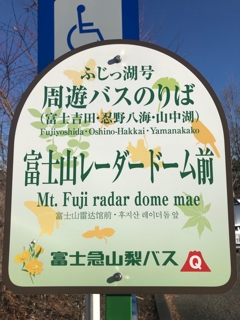 ふじっ湖号
周遊バスのりば
(富士吉田・忍野八海・山中湖)
Fujiyoshida・Oshino-Hakkai・Yamanakako
富士山レーダードーム前
Mt. Fuji radar dome mae
富士山雷达馆前・후지산 레이더돔 앞
富士急山梨バス Q